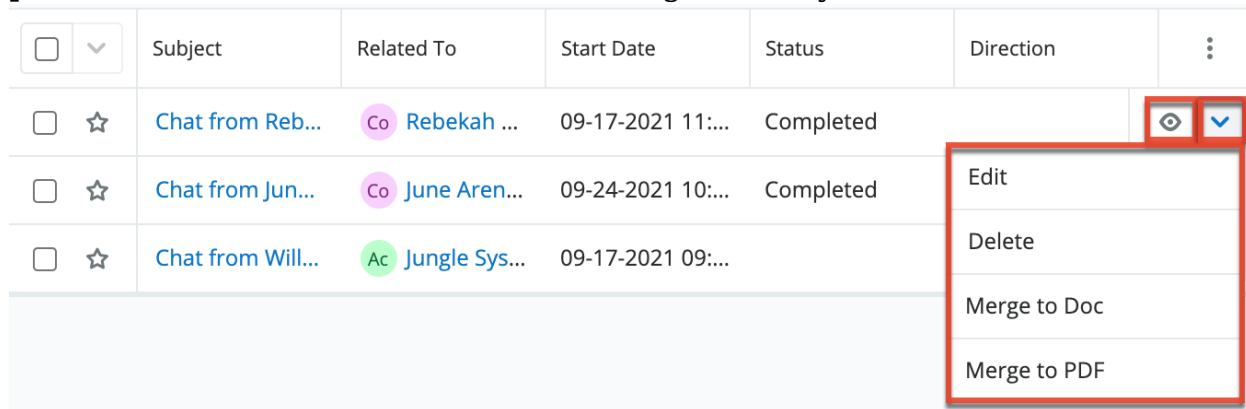 Subject Related To Start Date Status Direction
Chat from Reb... Co Rebekah ... 09-17-2021 11:... Completed
Edit
Chat from Jun... Co June Aren... 09-24-2021 10:... Completed
Delete
Chat from Will... Ac Jungle Sys... 09-17-2021 09:...
Merge to Doc
Merge to PDF